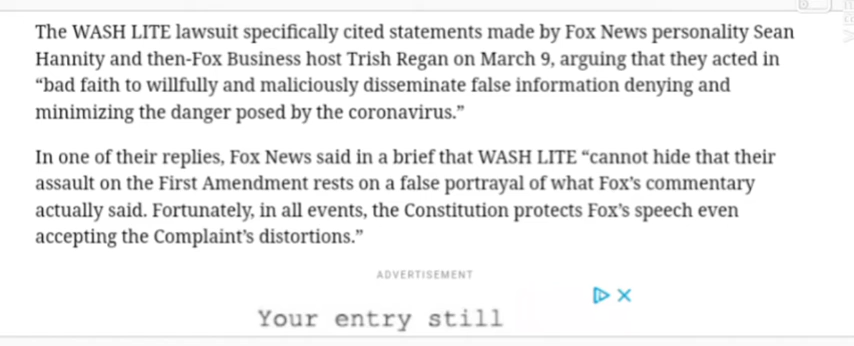 The WASH LITE lawsuit specifically cited statements made by Fox News personality Sean
Hannity and then-Fox Business host Trish Regan on March 9, arguing that they acted in
“bad faith to willfully and maliciously disseminate false information denying and
minimizing the danger posed by the coronavirus.”
In one of their replies, Fox News said in a brief that WASH LITE “cannot hide that their
assault on the First Amendment rests on a false portrayal of what Fox’s commentary
actually said. Fortunately, in all events, the Constitution protects Fox’s speech even
accepting the Complaint’s distortions.”
ADVERTISEMENT
Your entry still